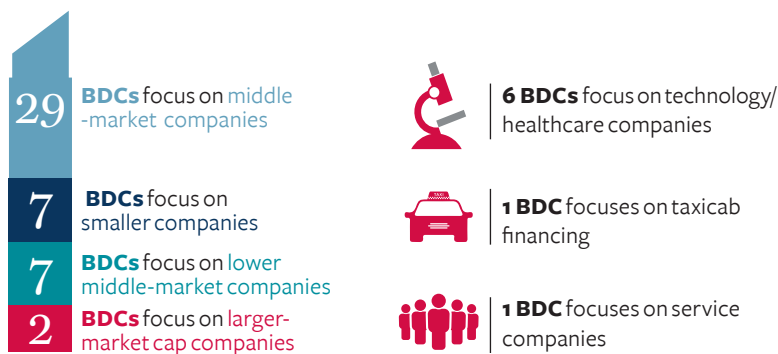 29
BDCs focus on middle
-market companies
7
BDCs focus on
smaller companies
7
BDCs focus on lower
middle-market companies
2
BDCs focus on larger-
market cap companies
6 BDCs focus on technology/
healthcare companies
TAXI
1 BDC focuses on taxicab
financing
1 BDC focuses on service
companies